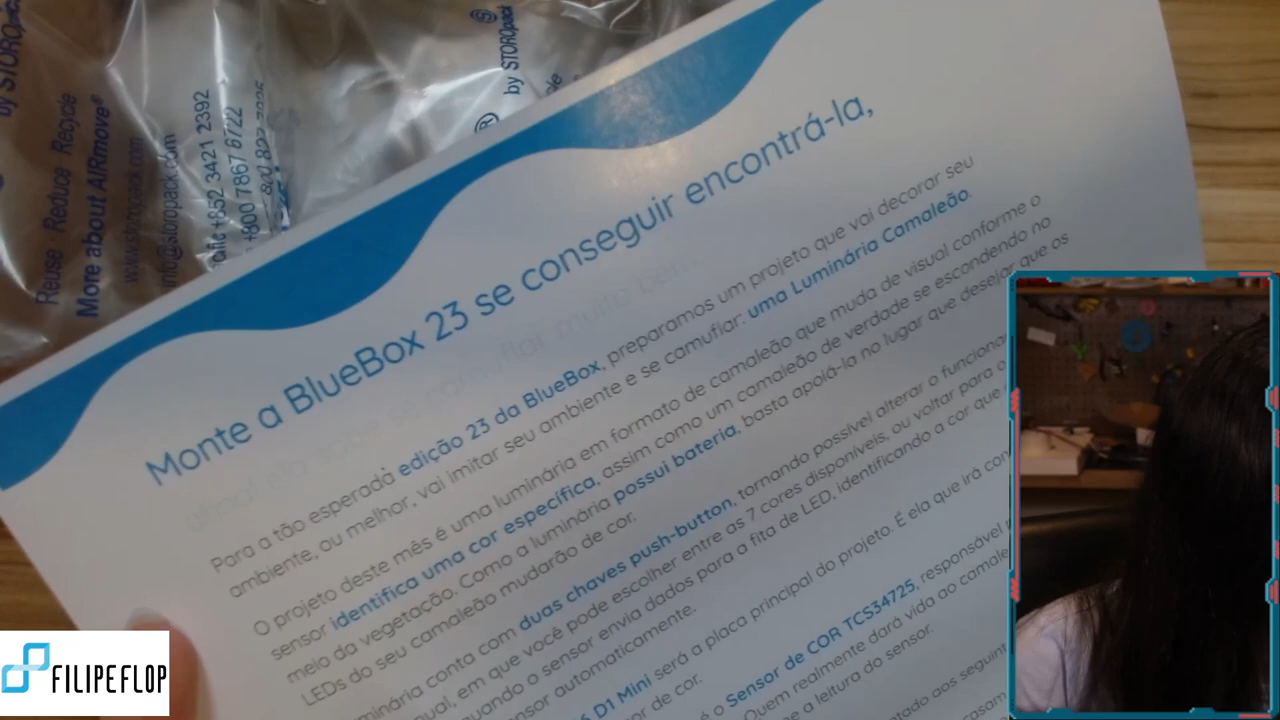 by STOROpack
Reuse Reduce Recycle
More about AIRmove®
www.storopack.com
info@storopack.com
+852 3421 2392
+800 7867 6722
by STOROpack
Monte a BlueBox 23 se conseguir encontrá-la,
Para a tão esperada edição 23 da BlueBox, preparamos um projeto que vai decorar seu
ambiente, ou melhor, vai imitar seu ambiente e se camuflar: uma Luminária Camaleão.
O projeto deste mês é uma luminária em formato de camaleão que muda de visual conforme o
sensor identifica uma cor específica, assim como um camaleão de verdade se escondendo no
meio da vegetação. Como a luminária possui bateria, basta apoiá-la no lugar que desejar que os
LEDs do seu camaleão mudarão de cor.
conta com duas chaves push-button, tornando possível alterar o
em que você pode escolher entre as 7 cores disponíveis, ou voltar para o
o sensor envia dados para a fita de LED, identificando a cor que
automaticamente.
D1 Mini será a placa principal do projeto. É ela que irá
de cor.
é o Sensor de COR TCS34725, responsável
Quem realmente dará vida ao
a leitura do sensor.
FILIPEFLOP